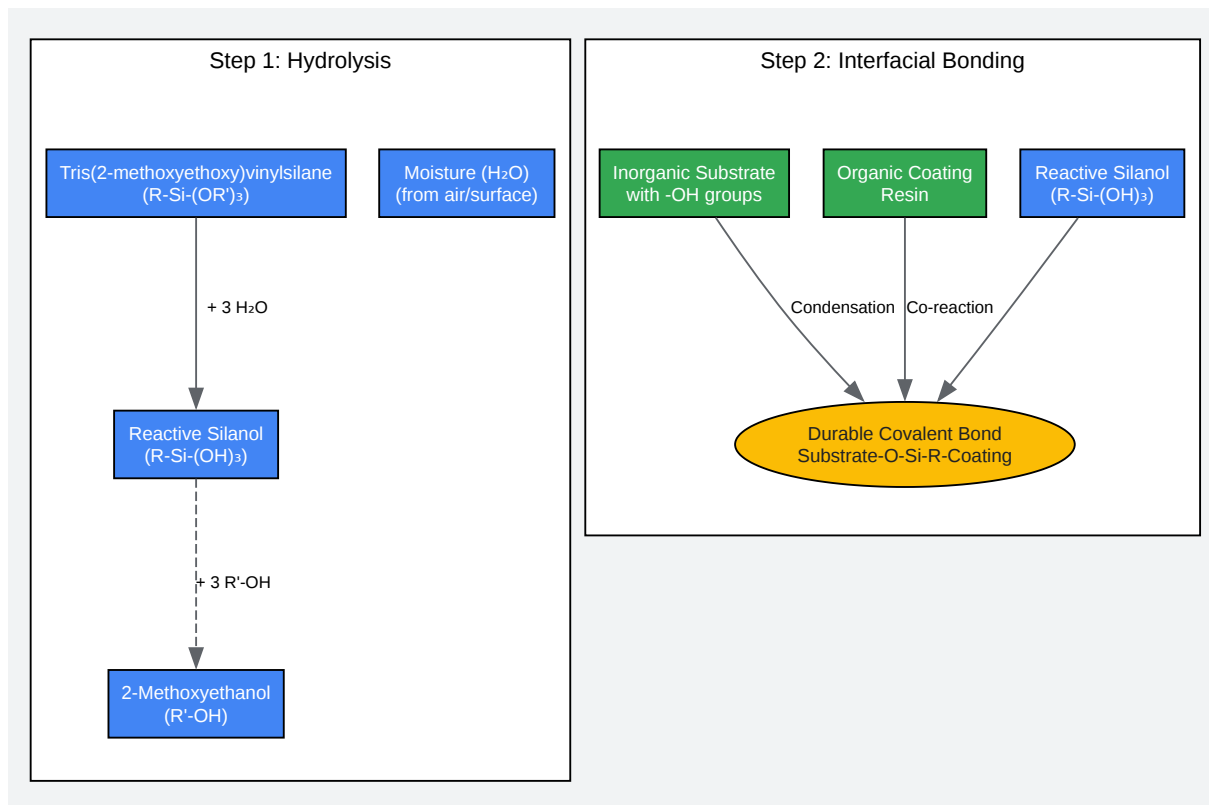 Step 1: Hydrolysis
Tris(2-methoxyethoxy)vinylsilane
(R-Si-(OR')₃)
Moisture (H₂O)
(from air/surface)
+ 3 H₂O
Reactive Silanol
(R-Si-(OH)₃)
+ 3 R'-OH
2-Methoxyethanol
(R'-OH)
Step 2: Interfacial Bonding
Inorganic Substrate
with -OH groups
Organic Coating
Resin
Reactive Silanol
(R-Si-(OH)₃)
Condensation
Co-reaction
Durable Covalent Bond
Substrate-O-Si-R-Coating